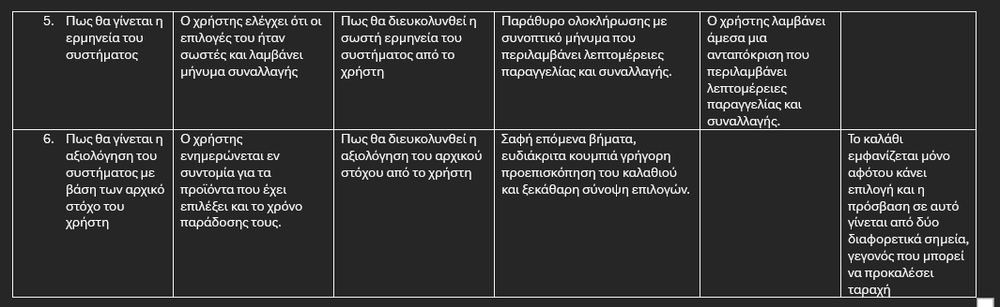 5. Πως θα γίνεται η
ερμηνεία του
συστήματος
Ο χρήστης ελέγχει ότι οι
επιλογές του ήταν
σωστές και λαμβάνει
μήνυμα συναλλαγής
Πως θα διευκολυνθεί η
σωστή ερμηνεία του
συστήματος από το
χρήστη
Παράθυρο ολοκλήρωσης με
συνοπτικό μήνυμα που
περιλαμβάνει λεπτομέρειες
παραγγελίας και συναλλαγής.
Ο χρήστης λαμβάνει
άμεσα μια
ανταπόκριση που
περιλαμβάνει
λεπτομέρειες
παραγγελίας και
συναλλαγής.
6. Πως θα γίνεται η
αξιολόγηση του
συστήματος με
βάση των αρχικό
στόχο του
χρήστη
Ο χρήστης
ενημερώνεται εν
συντομία για τα
προϊόντα που έχει
επιλέξει και το χρόνο
παράδοσης τους.
Πως θα διευκολυνθεί η
αξιολόγηση του αρχικού
στόχου από το χρήστη
Σαφή επόμενα βήματα,
ευδιάκριτα κουμπιά γρήγορη
προεπισκόπηση του καλαθιού
και ξεκάθαρη σύνοψη επιλογών.
Το καλάθι
εμφανίζεται μόνο
αφότου κάνει
επιλογή και η
πρόσβαση σε αυτό
γίνεται από δύο
διαφορετικά σημεία,
γεγονός που μπορεί
να προκαλέσει
ταραχή